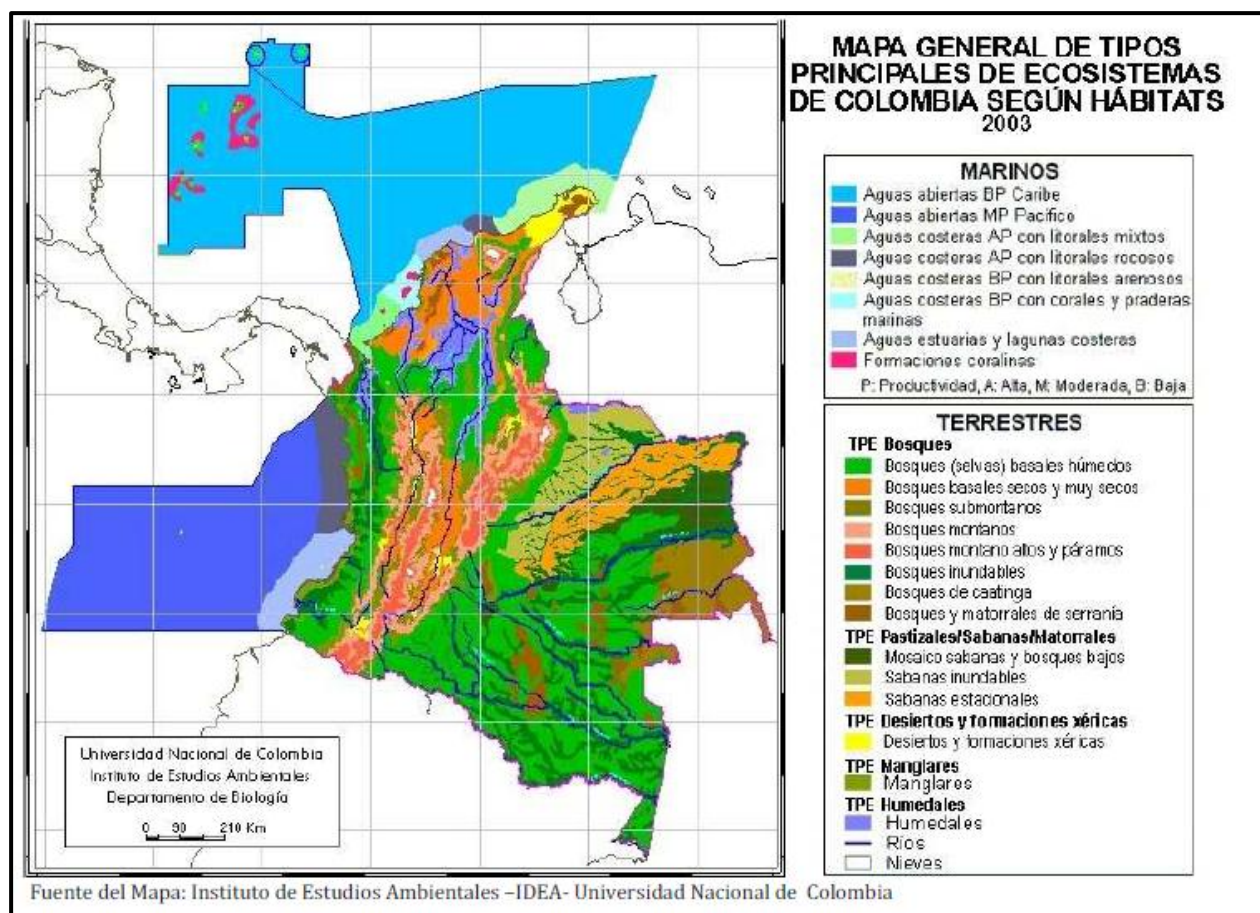 MAPA GENERAL DE TIPOS
PRINCIPALES DE ECOSISTEMAS
DE COLOMBIA SEGÚN HÁBITATS
2003
MARINOS
Aguas abiertas BP Caribe
Aguas abiertas MP Pacífico
Aguas costeras AP con litorales mixtos
Aguas costeras AP con litorales rocosos
Aguas costeras BP con litorales arenosos
Aguas costeras BP con corales y praderas
marinas
Aguas estuarias y lagunas costeras
Formaciones coralinas
P: Productividad, A: Alta, M: Moderada, B: Baja
TERRESTRES
TPE Bosques
Bosques (selvas) basales húmedos
Bosques basales secos y muy secos
Bosques submontanos
Bosques montanos
Bosques montano altos y páramos
Bosques inundables
Bosques de caatinga
Bosques y matorrales de serranía
TPE Pastizales/Sabanas/Matorrales
Mosaico sabanas y bosques bajos
Sabanas inundables
Sabanas estacionales
TPE Desiertos y formaciones xéricas
Desiertos y formaciones xéricas
TPE Manglares
Manglares
TPE Humedales
Humedales
Ríos
Nieves
Universidad Nacional de Colombia
Instituto de Estudios Ambientales
Departamento de Biología
0 90 210 Km
Fuente del Mapa: Instituto de Estudios Ambientales –IDEA- Universidad Nacional de Colombia